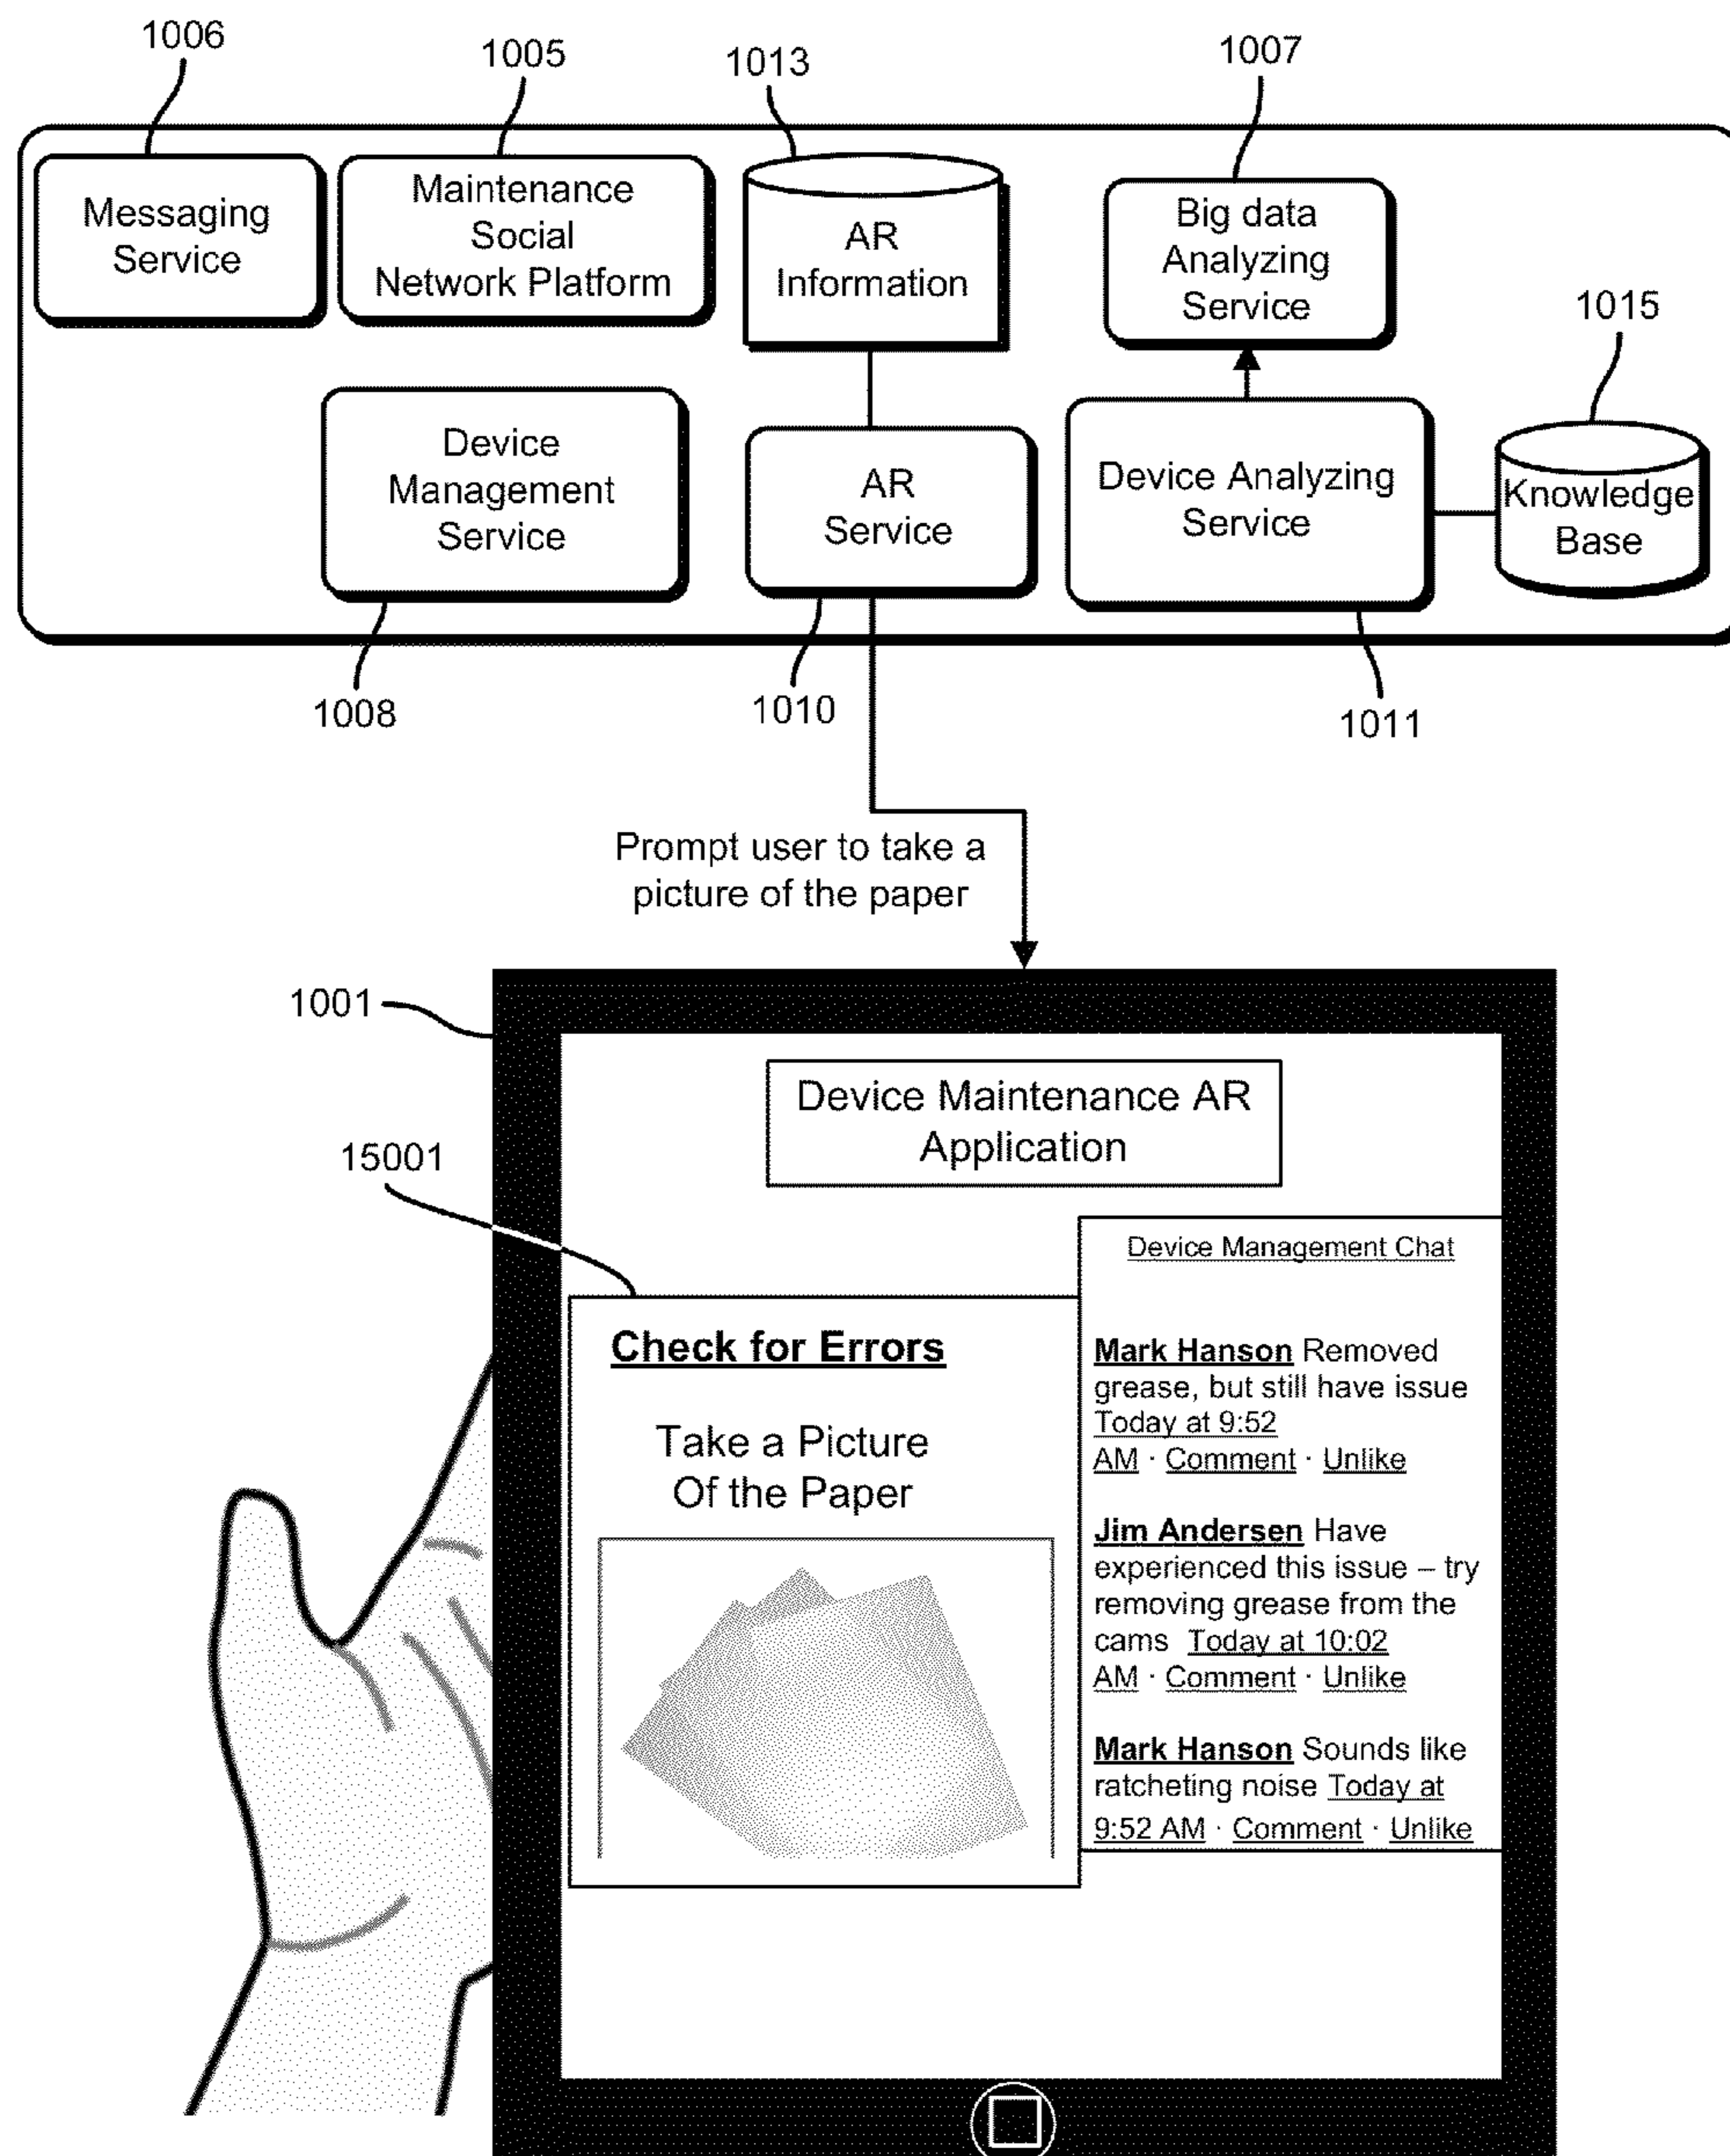 1006
1005
1013
1007
Messaging
Service
Maintenance
Social
Network Platform
AR
Information
Big data
Analyzing
Service
1015
Device
Management
Service
AR
Service
Device Analyzing
Service
Knowledge
Base
1008
1010
1011
Prompt user to take a
picture of the paper
1001
Device Maintenance AR
Application
15001
Check for Errors
Take a Picture
Of the Paper
Device Management Chat
Mark Hanson Removed
grease, but still have issue
Today at 9:52
AM · Comment · Unlike
Jim Andersen Have
experienced this issue – try
removing grease from the
cams Today at 10:02
AM · Comment · Unlike
Mark Hanson Sounds like
ratcheting noise Today at
9:52 AM · Comment · Unlike